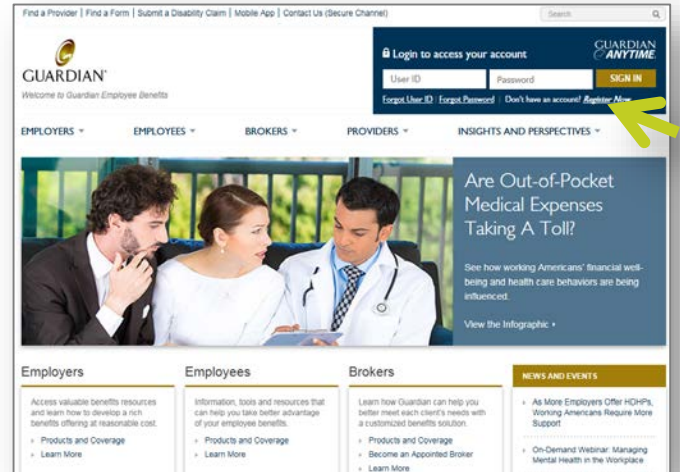 Find a Provider | Find a Form | Submit a Disability Claim | Mobile App | Contact Us (Secure Channel)
Search
GUARDIAN®
Welcome to Guardian Employee Benefits
Login to access your account
GUARDIAN
ANYTIME.
User ID
Password
SIGN IN
Forgot User ID | Forgot Password | Don't have an account? Register Now
EMPLOYERS
EMPLOYEES
BROKERS
PROVIDERS
INSIGHTS AND PERSPECTIVES
Are Out-of-Pocket
Medical Expenses
Taking A Toll?
See how working Americans' financial well-
being and health care behaviors are being
influenced.
View the Infographic
Employers
Access valuable benefits resources
and learn how to develop a rich
benefits offering at reasonable cost.
Products and Coverage
Learn More
Employees
Information, tools and resources that
can help you take better advantage
of your employee benefits.
Products and Coverage
Learn More
Brokers
Learn how Guardian can help you
better meet each client's needs with
a customized benefits solution.
Products and Coverage
Become an Appointed Broker
Learn More
NEWS AND EVENTS
As More Employers Offer HDHPs,
Working Americans Require More
Support
On-Demand Webinar: Managing
Mental Health in the Workplace